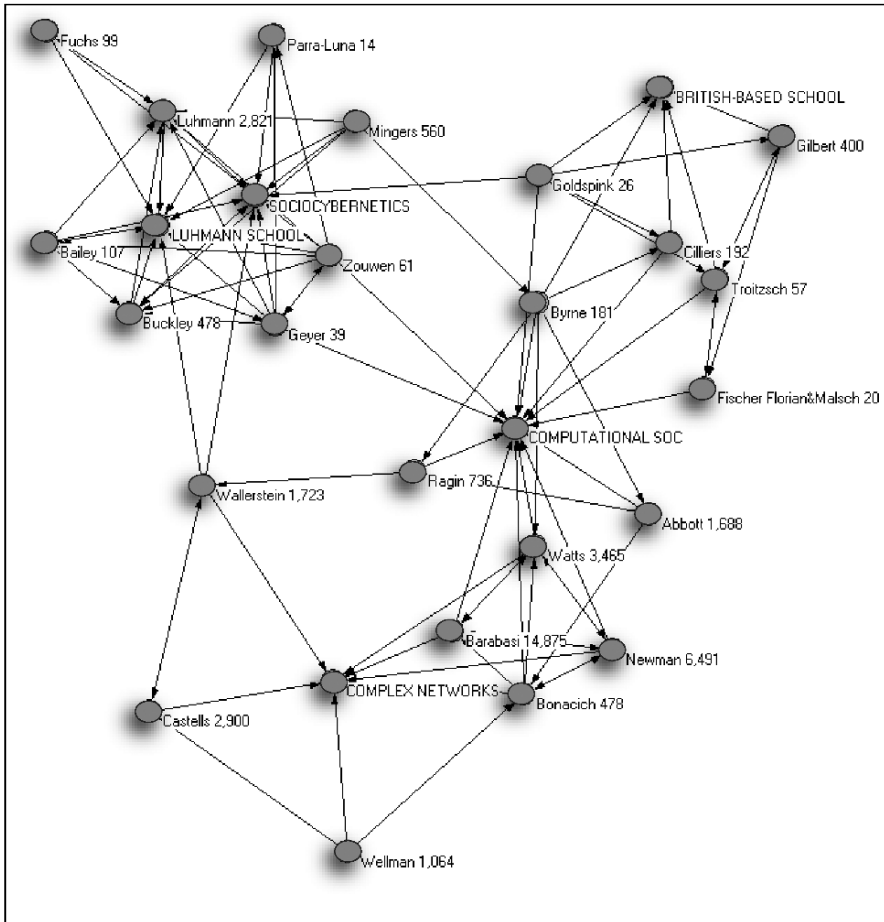 Fuchs 99
Parra-Luna 14
BRITISH-BASED SCHOOL
Luhmann 2,821
Mingers 560
Gilbert 400
Goldspink 26
SOCIOCYBERNETICS
LUHMANN SCHOOL
Bailey 107
Zouwen 61
Cilliers 192
Troitzsch 57
Buckley 478
Geyer 39
Byrne 181
Fischer Florian&Malsch 20
COMPUTATIONAL SOC
Ragin 736
Wallerstein 1,723
Abbott 1,688
Watts 3,465
Barabasi 14,875
Newman 6,491
COMPLEX NETWORKS
Bonacich 478
Castells 2,900
Wellman 1,064